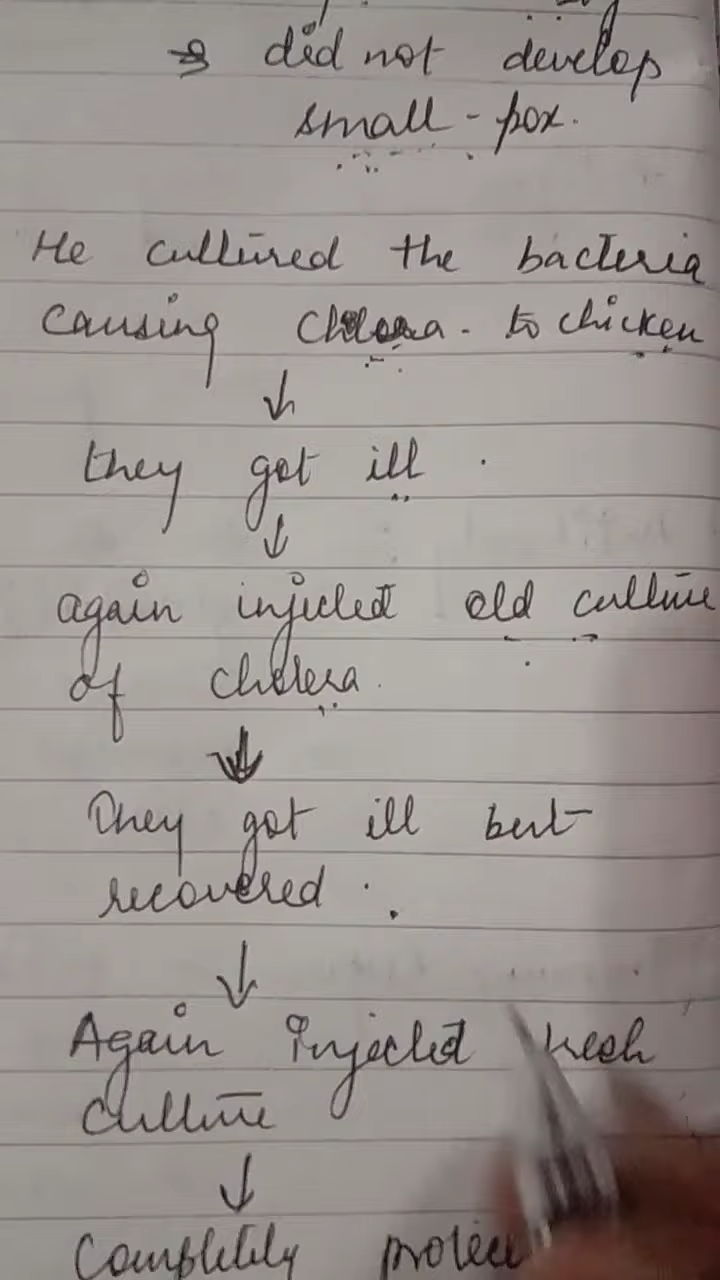 did not develop
small-pox.
He cultured the bacteria
causing cholera. to chicken
↓
they got ill.
↓
again injected old culture
of cholera.
↓
They got ill but
recovered.
↓
Again injected fresh
culture
↓
Completely